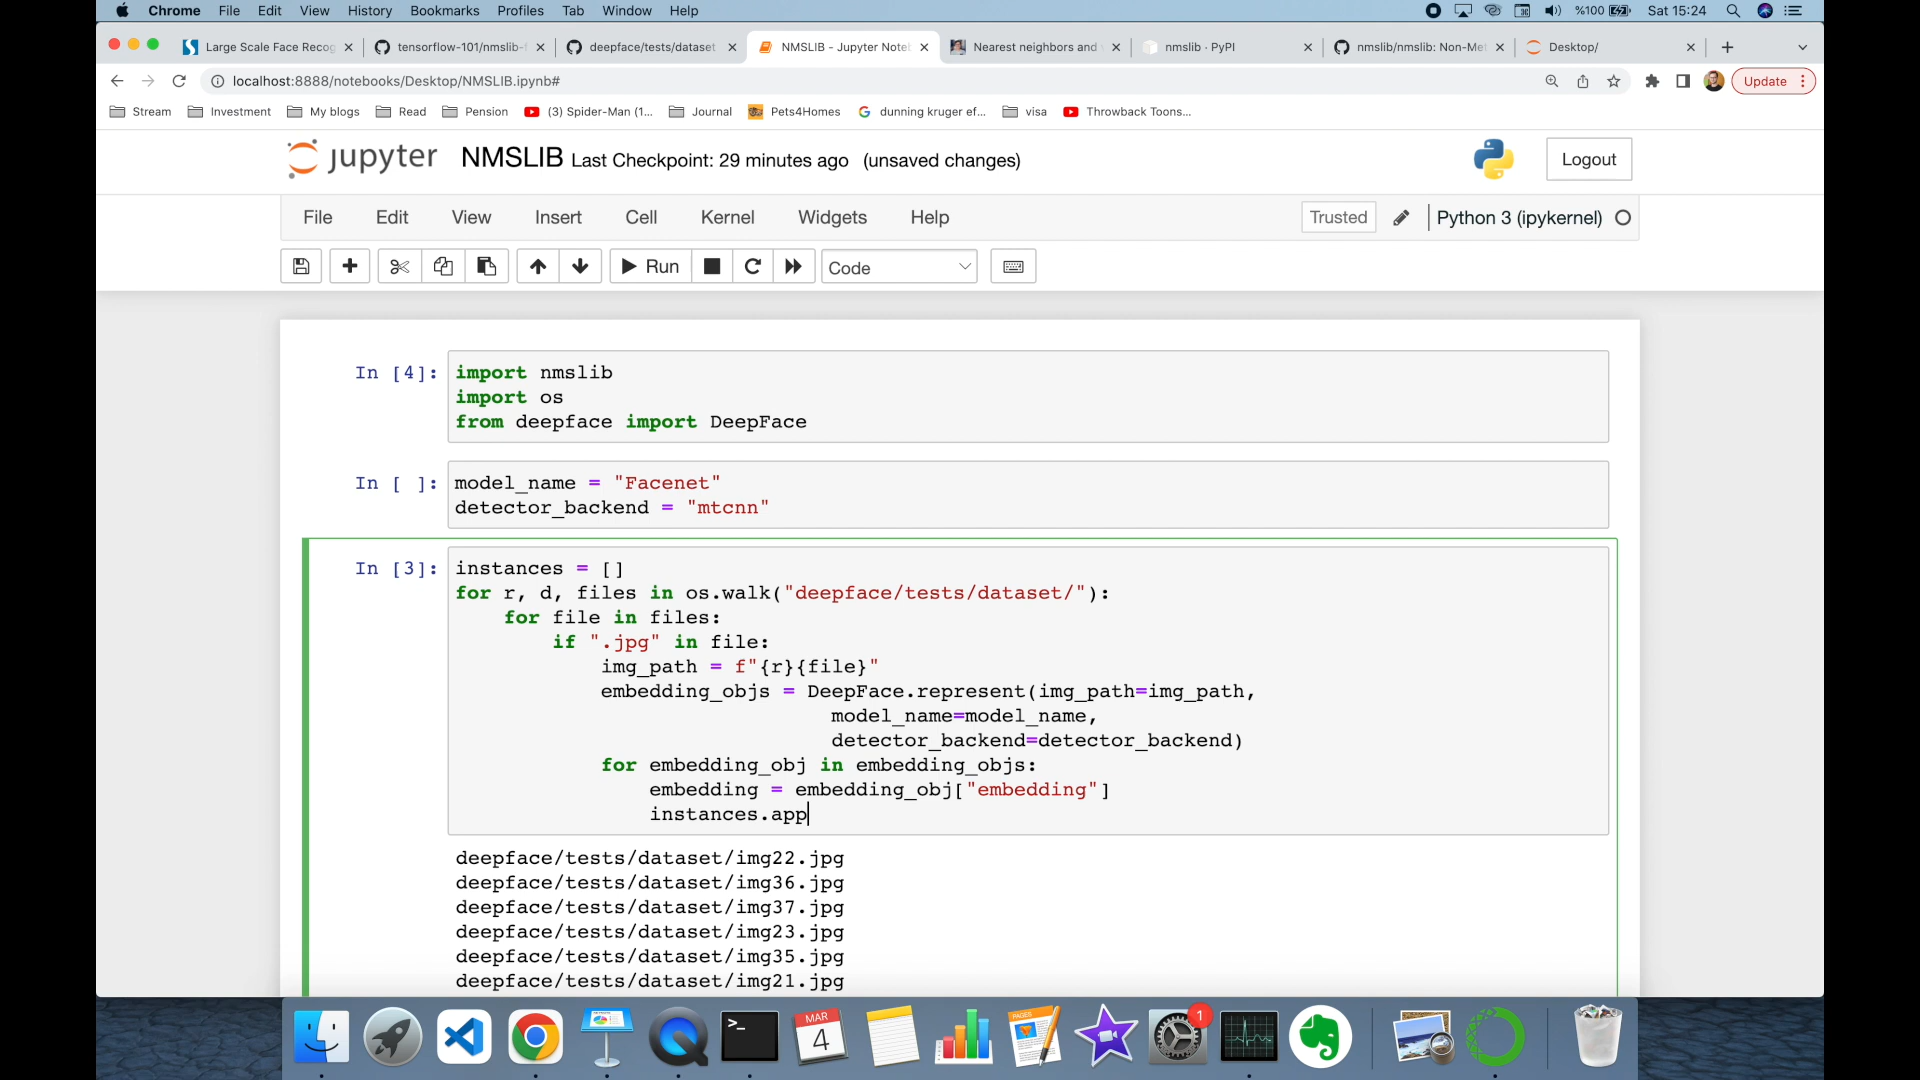 Chrome File Edit View History Bookmarks Profiles Tab Window Help %100 Sat 15:24
Large Scale Face Recog tensorflow-101/nmslib- deepface/tests/dataset NMSLIB - Jupyter Note Nearest neighbors and nmslib · PyPI nmslib/nmslib: Non-Me Desktop/
localhost:8888/notebooks/Desktop/NMSLIB.ipynb# Update
Stream Investment My blogs Read Pension (3) Spider-Man (1... Journal Pets4Homes dunning kruger ef... visa Throwback Toons...
jupyter NMSLIB Last Checkpoint: 29 minutes ago (unsaved changes) Logout
File Edit View Insert Cell Kernel Widgets Help Trusted Python 3 (ipykernel)
Run Code
In [4]: import nmslib
import os
from deepface import DeepFace
In [ ]: model_name = "Facenet"
detector_backend = "mtcnn"
In [3]: instances = []
for r, d, files in os.walk("deepface/tests/dataset/"):
for file in files:
if ".jpg" in file:
img_path = f"{r}{file}"
embedding_objs = DeepFace.represent(img_path=img_path,
model_name=model_name,
detector_backend=detector_backend)
for embedding_obj in embedding_objs:
embedding = embedding_obj["embedding"]
instances.app
deepface/tests/dataset/img22.jpg
deepface/tests/dataset/img36.jpg
deepface/tests/dataset/img37.jpg
deepface/tests/dataset/img23.jpg
deepface/tests/dataset/img35.jpg
deepface/tests/dataset/img21.jpg
MAR
4
PAGES
1